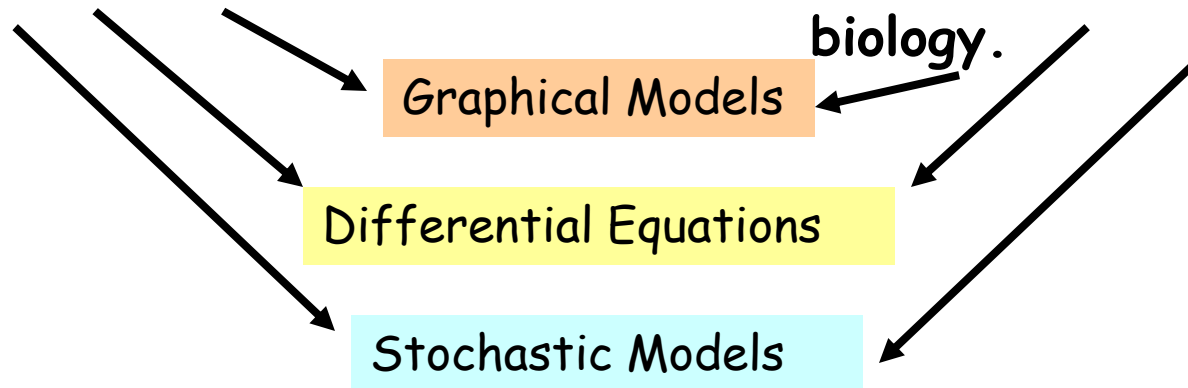 biology.
Graphical Models
Differential Equations
Stochastic Models